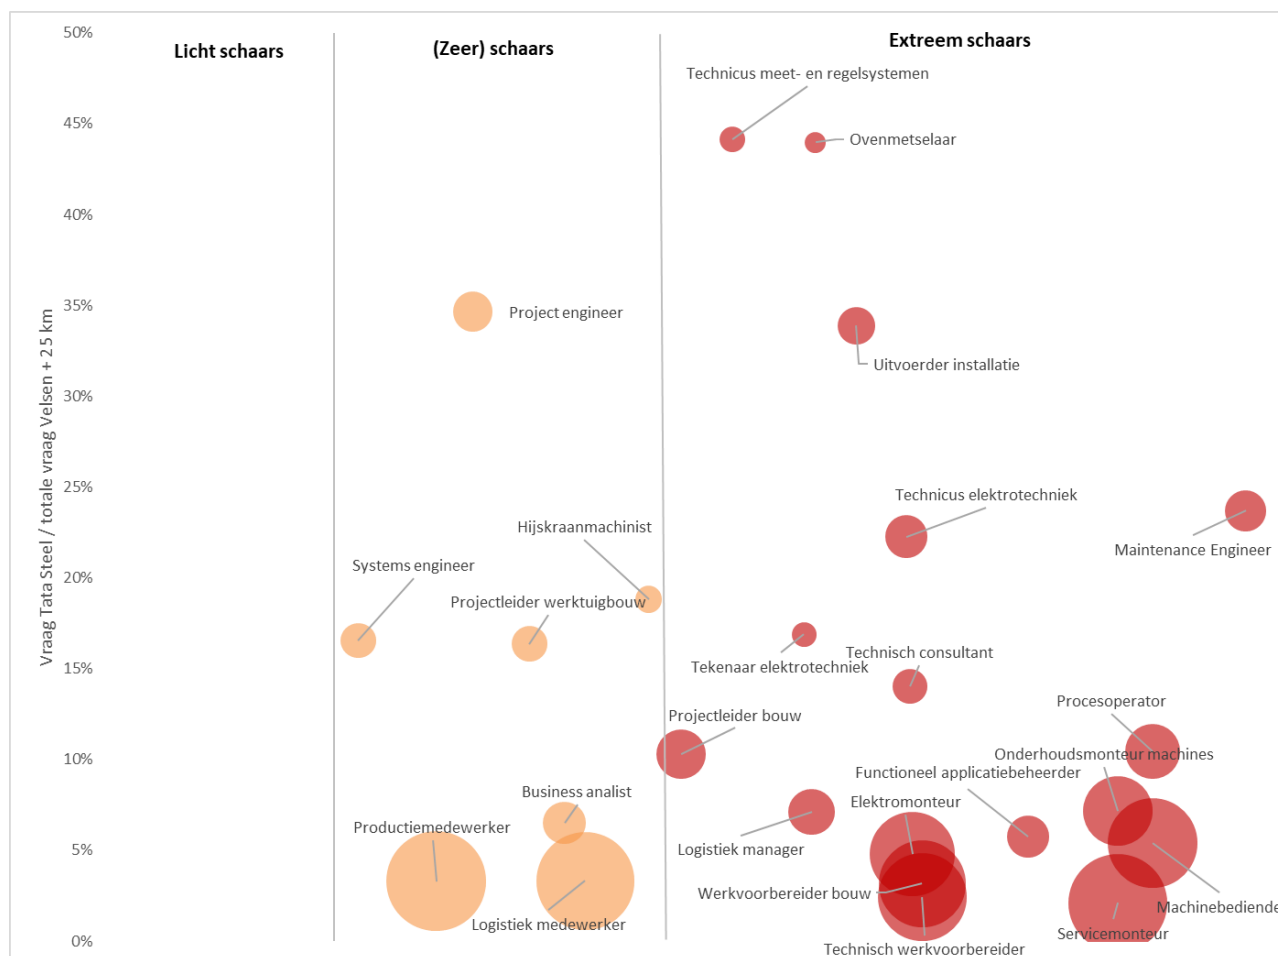 50%
Licht schaars
(Zeer) schaars
Extreem schaars
Technicus meet- en regelsystemen
45%
Ovenmetselaar
40%
35%
Project engineer
Uitvoerder installatie
30%
25%
Technicus elektrotechniek
Hijskraanmachinist
Maintenance Engineer
Systems engineer
20%
Projectleider werktuigbouw
15%
Technisch consultant
Tekenaar elektrotechniek
Procesoperator
Projectleider bouw
10%
Onderhoudsmonteur machines
Functioneel applicatiebeheerder
Business analist
Elektromonteur
Productiemedewerker
5%
Logistiek manager
Werkvoorbereider bouw
Machinebediende
Logistiek medewerker
Servicemonteur
0%
Technisch werkvoorbereider
Vraag Tata Steel / totale vraag Velsen + 25 km